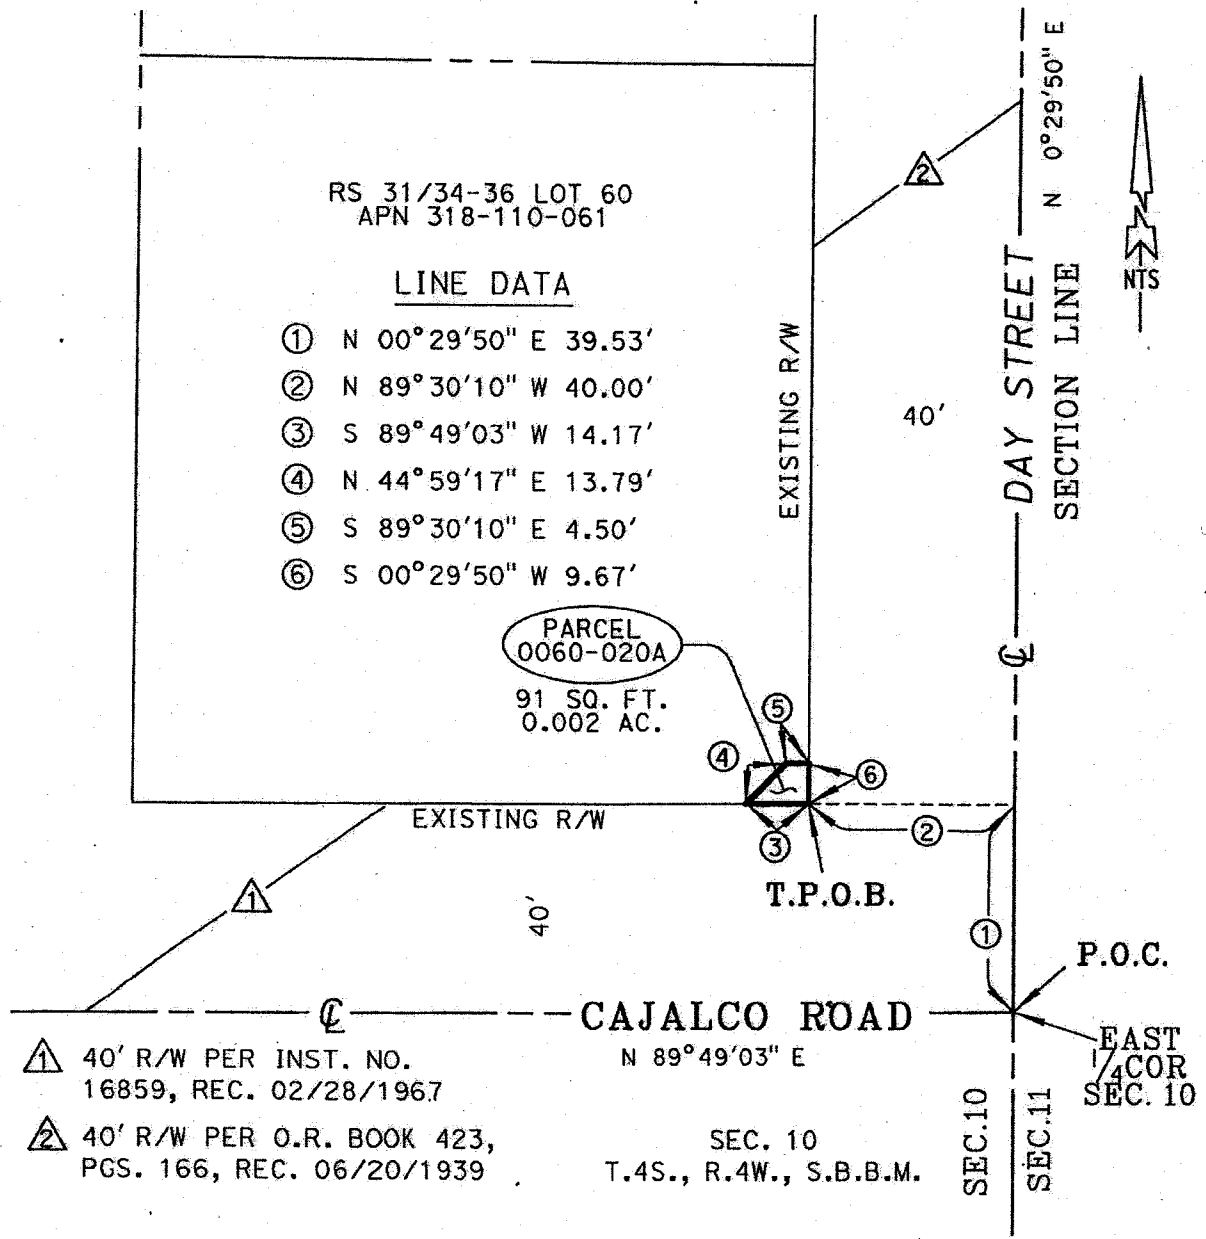 N 0°29'50" E
2
RS 31/34-36 LOT 60
APN 318-110-061
NTS
LINE DATA
① N 00°29'50" E 39.53'
② N 89°30'10" W 40.00'
③ S 89°49'03" W 14.17'
④ N 44°59'17" E 13.79'
⑤ S 89°30'10" E 4.50'
⑥ S 00°29'50" W 9.67'
EXISTING R/W
40'
DAY STREET
SECTION LINE
℄
PARCEL
0060-020A
91 SQ. FT.
0.002 AC.
⑤
④
⑥
EXISTING R/W
③
②
T.P.O.B.
1
40'
①
P.O.C.
℄
CAJALCO ROAD
N 89°49'03" E
EAST
1/4 COR
SEC. 10
1 40' R/W PER INST. NO.
16859, REC. 02/28/1967
2 40' R/W PER O.R. BOOK 423,
PGS. 166, REC. 06/20/1939
SEC. 10
T.4S., R.4W., S.B.B.M.
SEC.10
SEC.11